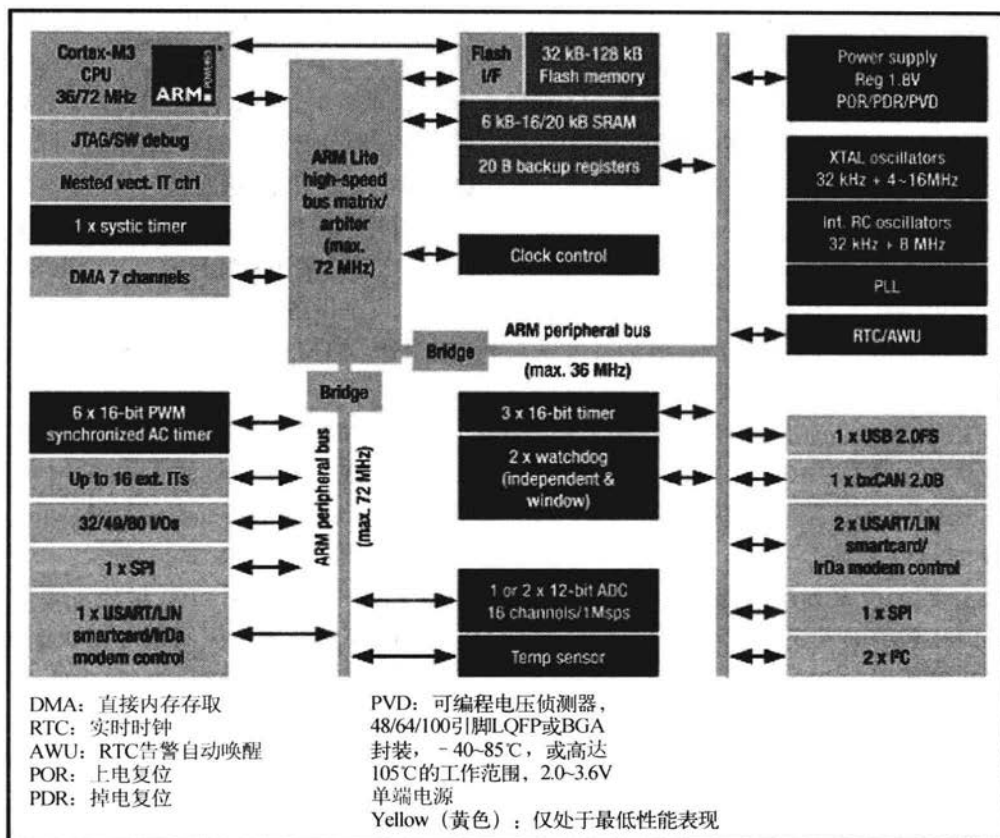 Cortax-M3
CPU
36/72 MHz
ARM
POWERED
JTAG/SW debug
Nested vect. IT ctrl
1 x systic timer
DMA 7 channels
ARM Lite
high-speed
bus matrix/
arbiter
(max.
72 MHz)
Flash
I/F
32 kB-128 kB
Flash memory
6 kB-16/20 kB SRAM
20 B backup registers
Clock control
Power supply
Reg 1.8V
POR/PDR/PVD
XTAL oscillators
32 kHz + 4~16MHz
Int. RC oscillators
32 kHz + 8 MHz
PLL
RTC/AWU
Bridge
ARM peripheral bus
(max. 36 MHz)
Bridge
ARM peripheral bus
(max. 72 MHz)
6 x 16-bit PWM
synchronized AC timer
Up to 16 ext. ITs
32/49/80 I/Os
1 x SPI
1 x USART/LIN
smartcard/IrDa
modem control
3 x 16-bit timer
2 x watchdog
(independent &
window)
1 or 2 x 12-bit ADC
16 channels/1Msps
Temp sensor
1 x USB 2.0FS
1 x bxCAN 2.0B
2 x USART/LIN
smartcard/
IrDa modem control
1 x SPI
2 x I²C
DMA：直接内存存取
RTC：实时时钟
AWU：RTC告警自动唤醒
POR：上电复位
PDR：掉电复位
PVD：可编程电压侦测器，
48/64/100引脚LQFP或BGA
封装，－40~85℃，或高达
105℃的工作范围，2.0~3.6V
单端电源
Yellow（黄色）：仅处于最低性能表现